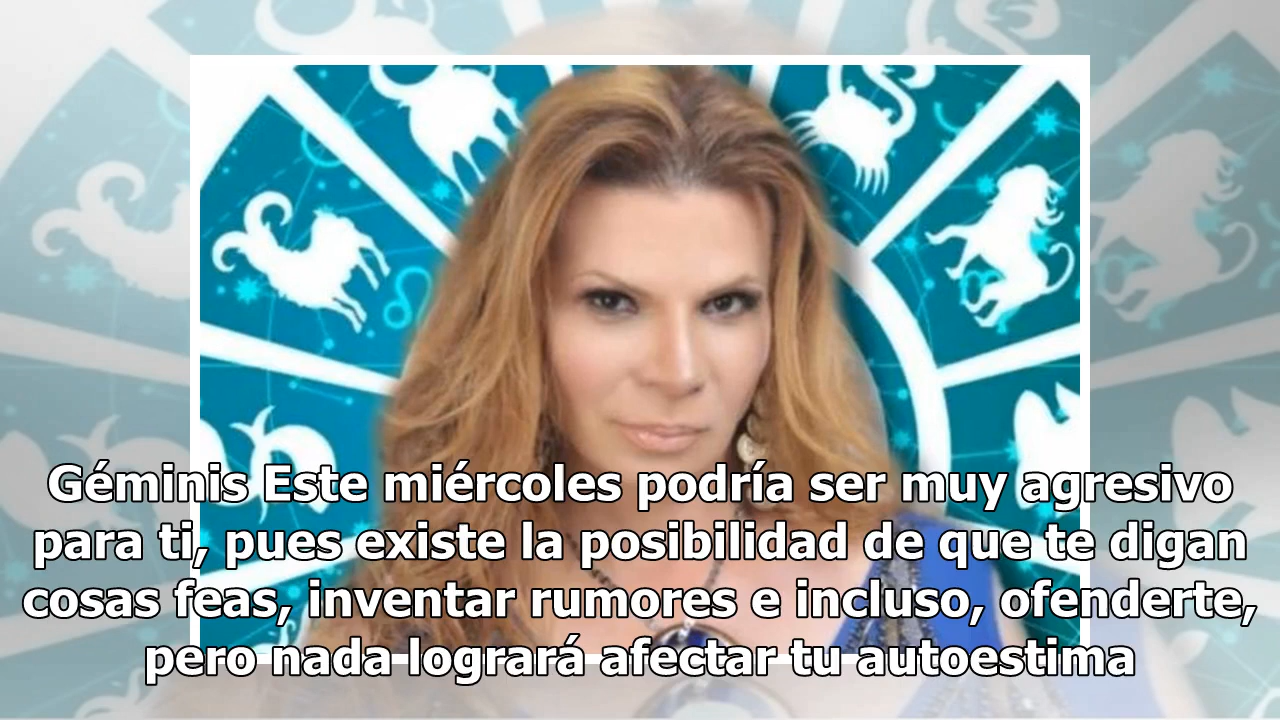 Géminis Este miércoles podría ser muy agresivo
para ti, pues existe la posibilidad de que te digan
cosas feas, inventar rumores e incluso, ofenderte,
pero nada logrará afectar tu autoestima